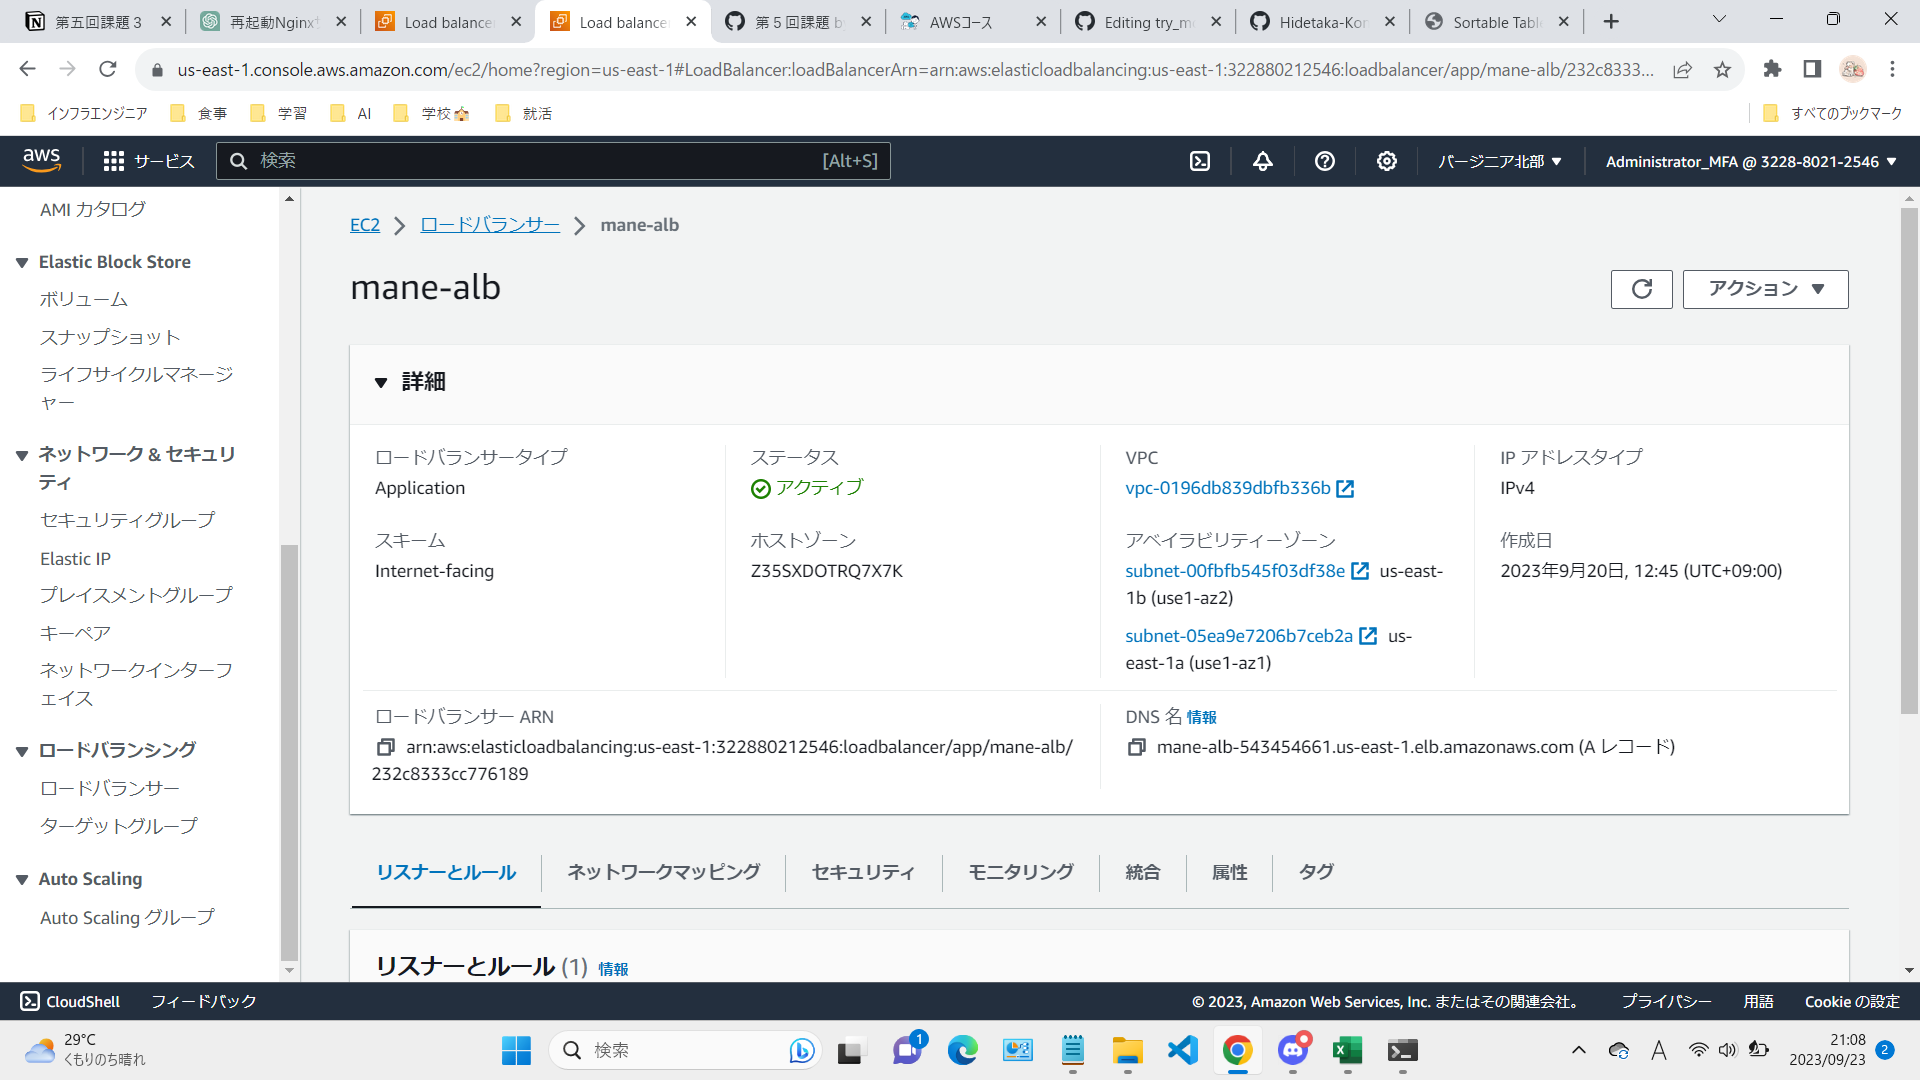 第五回課題 3
再起動Nginx
Load balance
Load balance
第 5 回課題 b
AWSコース
Editing try_m
Hidetaka-Kon
Sortable Tabl
us-east-1.console.aws.amazon.com/ec2/home?region=us-east-1#LoadBalancer:loadBalancerArn=arn:aws:elasticloadbalancing:us-east-1:322880212546:loadbalancer/app/mane-alb/232c8333...
インフラエンジニア
食事
学習
AI
学校
就活
すべてのブックマーク
aws
サービス
検索
[Alt+S]
バージニア北部
Administrator_MFA @ 3228-8021-2546
AMI カタログ
Elastic Block Store
ボリューム
スナップショット
ライフサイクルマネージ
ャー
ネットワーク & セキュリ
ティ
セキュリティグループ
Elastic IP
プレイスメントグループ
キーペア
ネットワークインターフ
ェイス
ロードバランシング
ロードバランサー
ターゲットグループ
Auto Scaling
Auto Scaling グループ
EC2
ロードバランサー
mane-alb
mane-alb
アクション
詳細
ロードバランサータイプ
Application
ステータス
アクティブ
VPC
vpc-0196db839dbfb336b
IP アドレスタイプ
IPv4
スキーム
Internet-facing
ホストゾーン
Z35SXDOTRQ7X7K
アベイラビリティーゾーン
subnet-00fbfb545f03df38e us-east-
1b (use1-az2)
subnet-05ea9e7206b7ceb2a us-
east-1a (use1-az1)
作成日
2023年9月20日, 12:45 (UTC+09:00)
ロードバランサー ARN
arn:aws:elasticloadbalancing:us-east-1:322880212546:loadbalancer/app/mane-alb/
232c8333cc776189
DNS 名 情報
mane-alb-543454661.us-east-1.elb.amazonaws.com (A レコード)
リスナーとルール
ネットワークマッピング
セキュリティ
モニタリング
統合
属性
タグ
リスナーとルール (1) 情報
CloudShell
フィードバック
© 2023, Amazon Web Services, Inc. またはその関連会社。
プライバシー
用語
Cookie の設定
29°C
くもりのち晴れ
検索
1
A
21:08
2023/09/23
2